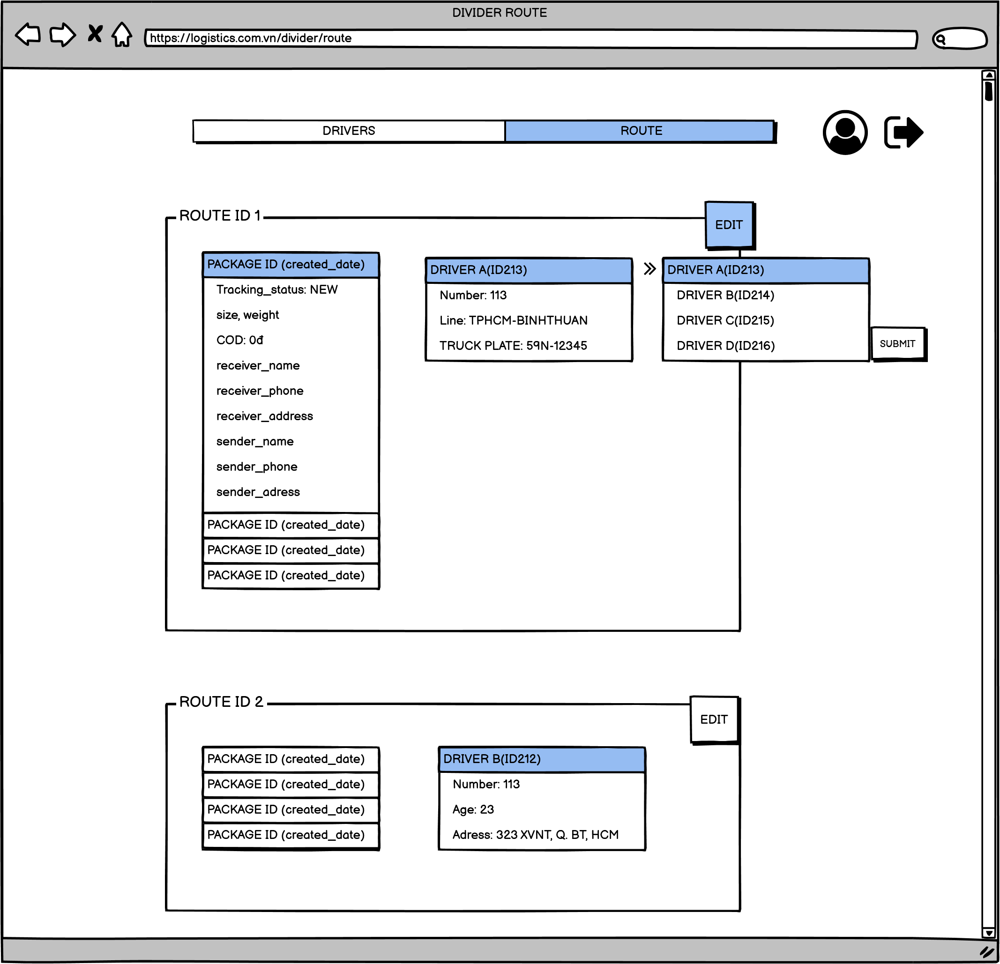 DIVIDER ROUTE
https://logistics.com.vn/divider/route
DRIVERS
ROUTE
ROUTE ID 1
EDIT
PACKAGE ID (created_date)
Tracking_status: NEW
size, weight
COD: 0đ
receiver_name
receiver_phone
receiver_address
sender_name
sender_phone
sender_adress
PACKAGE ID (created_date)
PACKAGE ID (created_date)
PACKAGE ID (created_date)
DRIVER A(ID213)
Number: 113
Line: TPHCM-BINHTHUAN
TRUCK PLATE: 59N-12345
DRIVER A(ID213)
DRIVER B(ID214)
DRIVER C(ID215)
DRIVER D(ID216)
SUBMIT
ROUTE ID 2
EDIT
PACKAGE ID (created_date)
PACKAGE ID (created_date)
PACKAGE ID (created_date)
PACKAGE ID (created_date)
DRIVER B(ID212)
Number: 113
Age: 23
Adress: 323 XVNT, Q. BT, HCM